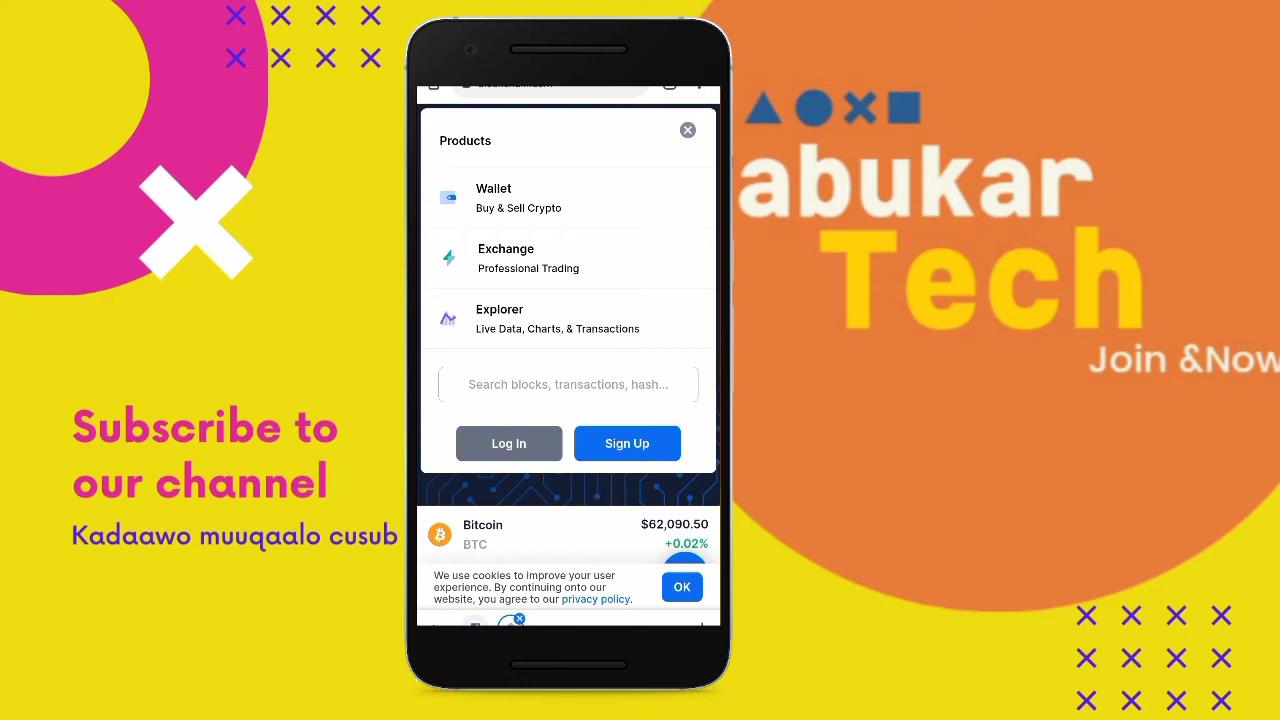 Products
Wallet
Buy & Sell Crypto
Exchange
Professional Trading
Explorer
Live Data, Charts, & Transactions
Search blocks, transactions, hash...
Log In
Sign Up
Bitcoin
$62,090.50
BTC
+0.02%
We use cookies to improve your user
experience. By continuing onto our
website, you agree to our privacy policy.
OK
Subscribe to
our channel
Kadaawo muuqaalo cusub
abukar
Tech
Join &Now